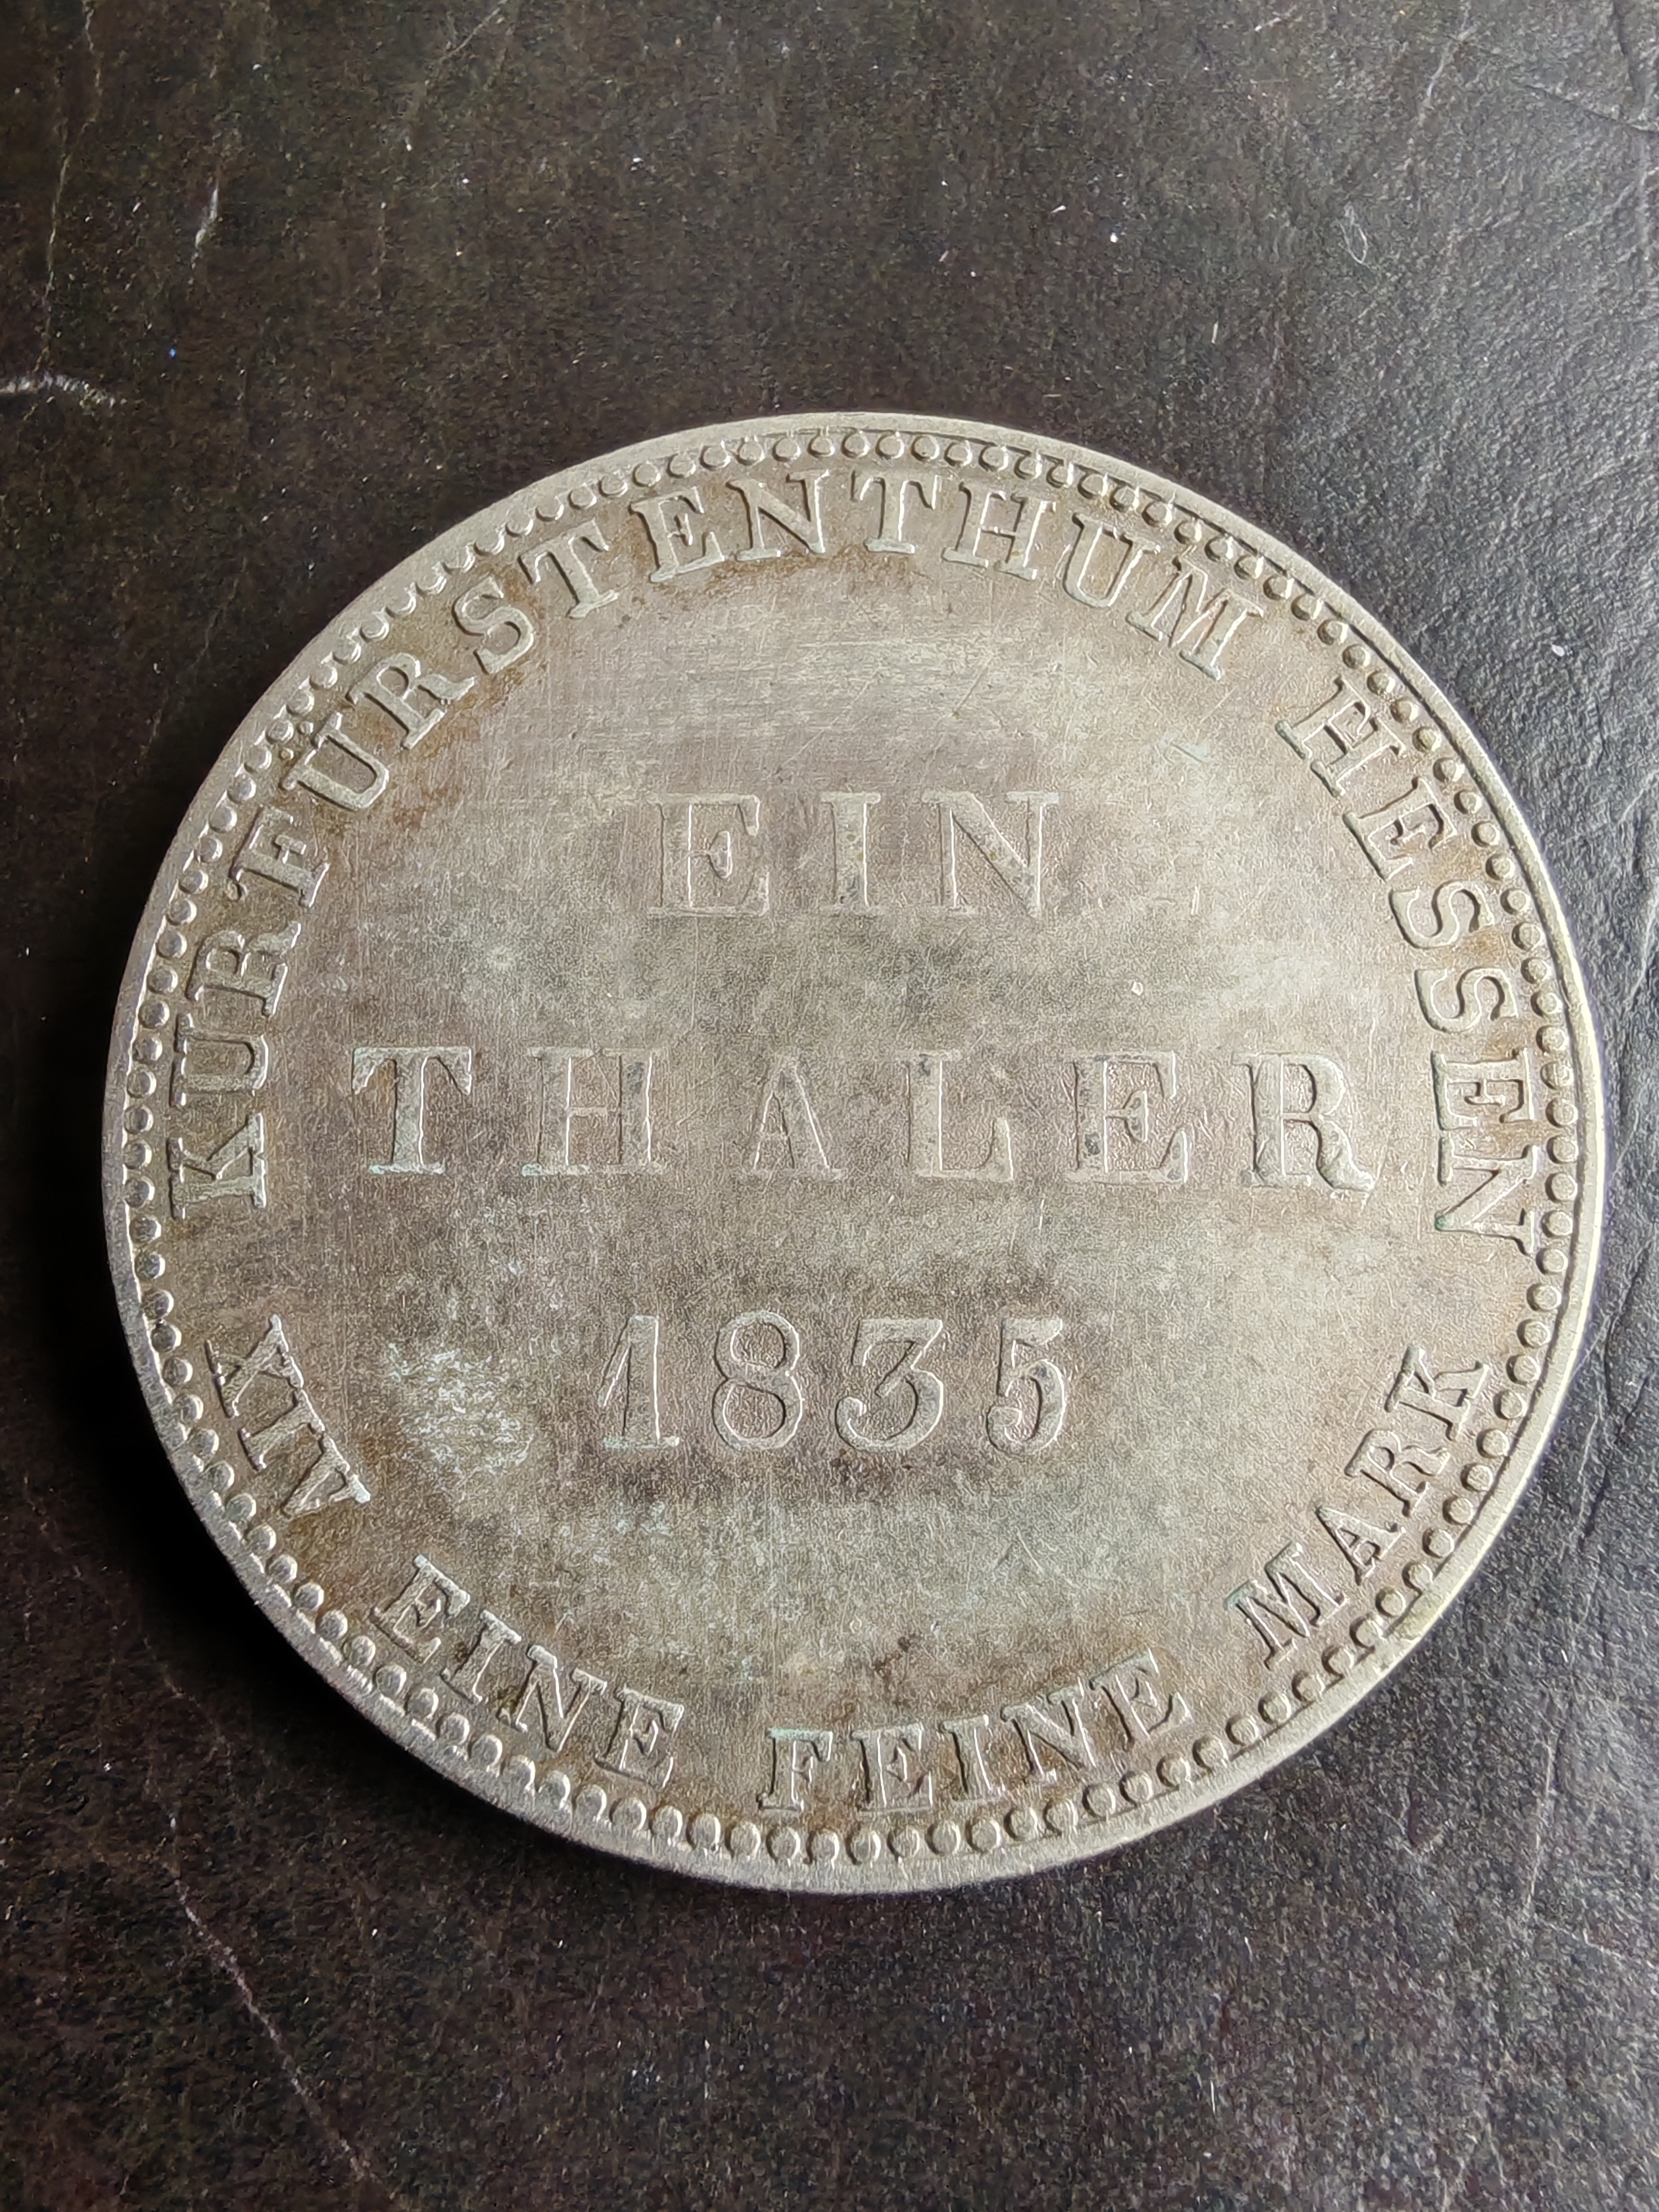 KURFÜRSTENTHUM HESSEN
EIN
THALER
1835
XIV EINE FEINE MARK